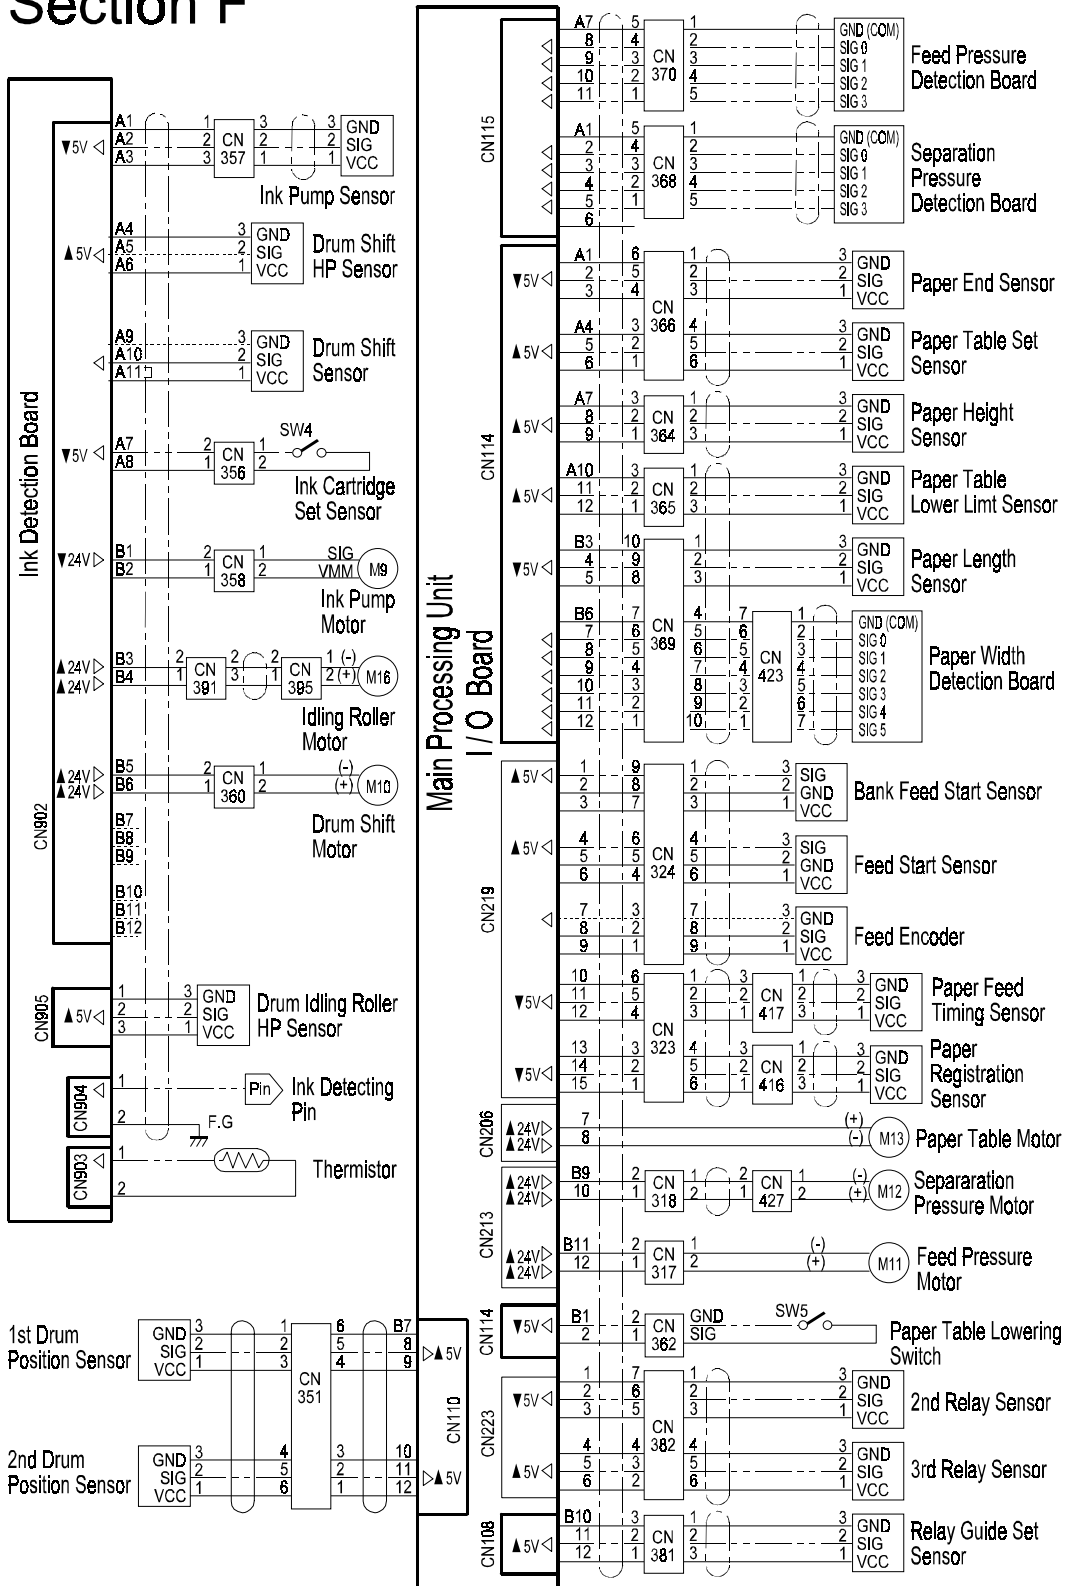 Section F
Ink Detection Board
CN902
▼5V
A1 1 CN 357 3 3 GND
A2 2 2 2 SIG
A3 3 1 1 VCC
Ink Pump Sensor
▲5V
A4 3 GND
A5 2 SIG
A6 1 VCC
Drum Shift
HP Sensor
A9 3 GND
A10 2 SIG
A11 1 VCC
Drum Shift
Sensor
▼5V
A7 2 CN 356 1 SW4
A8 1 2
Ink Cartridge
Set Sensor
▼24V
B1 2 CN 358 1 SIG M9
B2 1 2 VMM
Ink Pump
Motor
▲24V B3 2 CN 391 2 2 CN 395 1 (-) M16
▲24V B4 1 3 1 2 (+)
Idling Roller
Motor
▲24V B5 2 CN 360 1 (-) M10
▲24V B6 1 2 (+)
Drum Shift
Motor
B7
B8
B9
B10
B11
B12
CN905
▲5V
1 3 GND
2 2 SIG
3 1 VCC
Drum Idling Roller
HP Sensor
CN904
1 Pin
Ink Detecting
Pin
2 F.G
CN903
1
2
Thermistor
1st Drum
Position Sensor
GND 3 1 CN 351 6 B7
SIG 2 2 5 8 ▲5V
VCC 1 3 4 9
2nd Drum
Position Sensor
GND 3 4 3 10
SIG 2 5 2 11 ▲5V
VCC 1 6 1 12
CN110
Main Processing Unit
I / O Board
CN115
A7 5 CN 370 1 GND (COM)
8 4 2 SIG 0
9 3 3 SIG 1
10 2 4 SIG 2
11 1 5 SIG 3
Feed Pressure
Detection Board
A1 5 CN 368 1 GND (COM)
2 4 2 SIG 0
3 3 3 SIG 1
4 2 4 SIG 2
5 1 5 SIG 3
6
Separation
Pressure
Detection Board
CN114
▼5V
A1 6 CN 366 1 3 GND
2 5 2 2 SIG
3 4 3 1 VCC
Paper End Sensor
▲5V
A4 3 4 3 GND
5 2 5 2 SIG
6 1 6 1 VCC
Paper Table Set
Sensor
▲5V
A7 3 CN 364 1 3 GND
8 2 2 2 SIG
9 1 3 1 VCC
Paper Height
Sensor
▲5V
A10 3 CN 365 1 3 GND
11 2 2 2 SIG
12 1 3 1 VCC
Paper Table
Lower Limt Sensor
▼5V
B3 10 CN 369 1 3 GND
4 9 2 2 SIG
5 8 3 1 VCC
Paper Length
Sensor
B6 7 4 7 CN 423 1 GND (COM)
7 6 5 6 2 SIG 0
8 5 6 5 3 SIG 1
9 4 7 4 4 SIG 2
10 3 8 3 5 SIG 3
11 2 9 2 6 SIG 4
12 1 10 1 7 SIG 5
Paper Width
Detection Board
CN219
▲5V
1 9 CN 324 1 3 SIG
2 8 2 2 GND
3 7 3 1 VCC
Bank Feed Start Sensor
▲5V
4 6 4 3 SIG
5 5 5 2 GND
6 4 6 1 VCC
Feed Start Sensor
7 3 7 3 GND
8 2 8 2 SIG
9 1 9 1 VCC
Feed Encoder
▼5V
10 6 CN 323 1 3 CN 417 1 3 GND
11 5 2 2 2 2 SIG
12 4 3 1 3 1 VCC
Paper Feed
Timing Sensor
▼5V
13 3 4 3 CN 416 1 3 GND
14 2 5 2 2 2 SIG
15 1 6 1 3 1 VCC
Paper
Registration
Sensor
CN206
▲24V 7 (+) M13
▲24V 8 (-)
Paper Table Motor
CN213
▲24V B9 2 CN 318 1 2 CN 427 1 (-) M12
▲24V 10 1 2 1 2 (+)
Separaration
Pressure Motor
▲24V B11 2 CN 317 1 (-) M11
▲24V 12 1 2 (+)
Feed Pressure
Motor
CN114
▼5V
B1 2 CN 362 GND SW5
2 1 SIG
Paper Table Lowering
Switch
CN223
▼5V
1 7 CN 382 1 3 GND
2 6 2 2 SIG
3 5 3 1 VCC
2nd Relay Sensor
▲5V
4 4 4 3 GND
5 3 5 2 SIG
6 2 6 1 VCC
3rd Relay Sensor
CN108
▲5V
B10 3 CN 381 1 3 GND
11 2 2 2 SIG
12 1 3 1 VCC
Relay Guide Set
Sensor